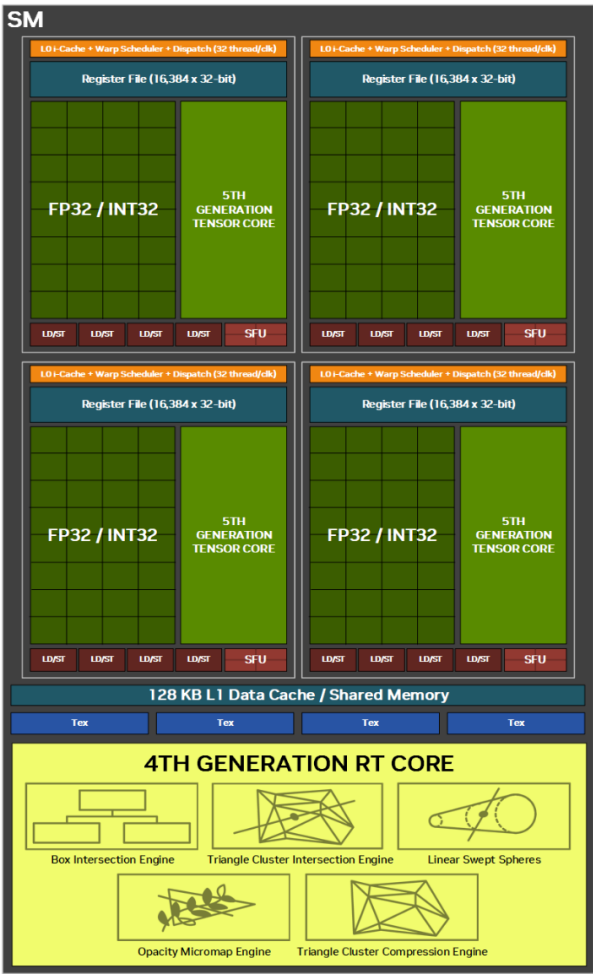 SM
L0 i-Cache + Warp Scheduler + Dispatch (32 thread/clk)
Register File (16,384 x 32-bit)
FP32 / INT32
5TH
GENERATION
TENSOR CORE
LD/ST LD/ST LD/ST LD/ST SFU
L0 i-Cache + Warp Scheduler + Dispatch (32 thread/clk)
Register File (16,384 x 32-bit)
FP32 / INT32
5TH
GENERATION
TENSOR CORE
LD/ST LD/ST LD/ST LD/ST SFU
L0 i-Cache + Warp Scheduler + Dispatch (32 thread/clk)
Register File (16,384 x 32-bit)
FP32 / INT32
5TH
GENERATION
TENSOR CORE
LD/ST LD/ST LD/ST LD/ST SFU
L0 i-Cache + Warp Scheduler + Dispatch (32 thread/clk)
Register File (16,384 x 32-bit)
FP32 / INT32
5TH
GENERATION
TENSOR CORE
LD/ST LD/ST LD/ST LD/ST SFU
128 KB L1 Data Cache / Shared Memory
Tex Tex Tex Tex
4TH GENERATION RT CORE
Box Intersection Engine
Triangle Cluster Intersection Engine
Linear Swept Spheres
Opacity Micromap Engine
Triangle Cluster Compression Engine